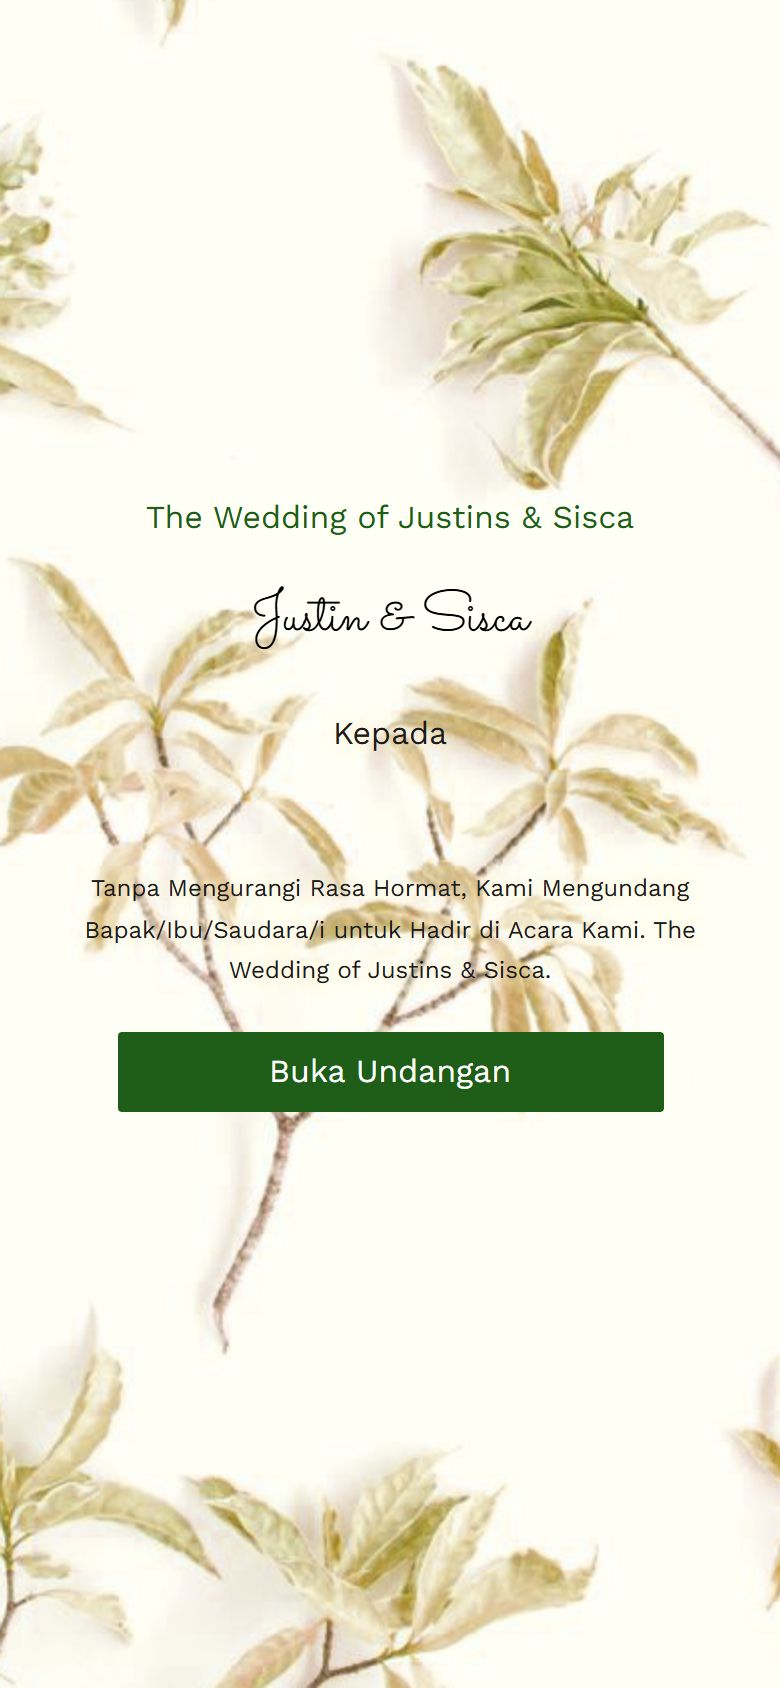 The Wedding of Justins & Sisca
Justin & Sisca
Kepada
Tanpa Mengurangi Rasa Hormat, Kami Mengundang
Bapak/Ibu/Saudara/i untuk Hadir di Acara Kami. The
Wedding of Justins & Sisca.
Buka Undangan